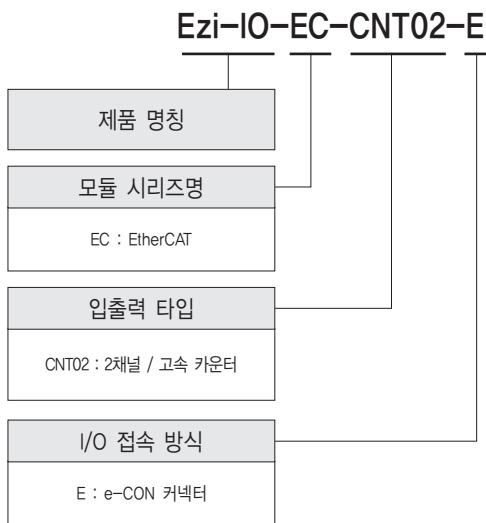 Ezi-IO-EC-CNT02-E
제품 명칭
모듈 시리즈명
EC : EtherCAT
입출력 타입
CNT02 : 2채널 / 고속 카운터
I/O 접속 방식
E : e-CON 커넥터